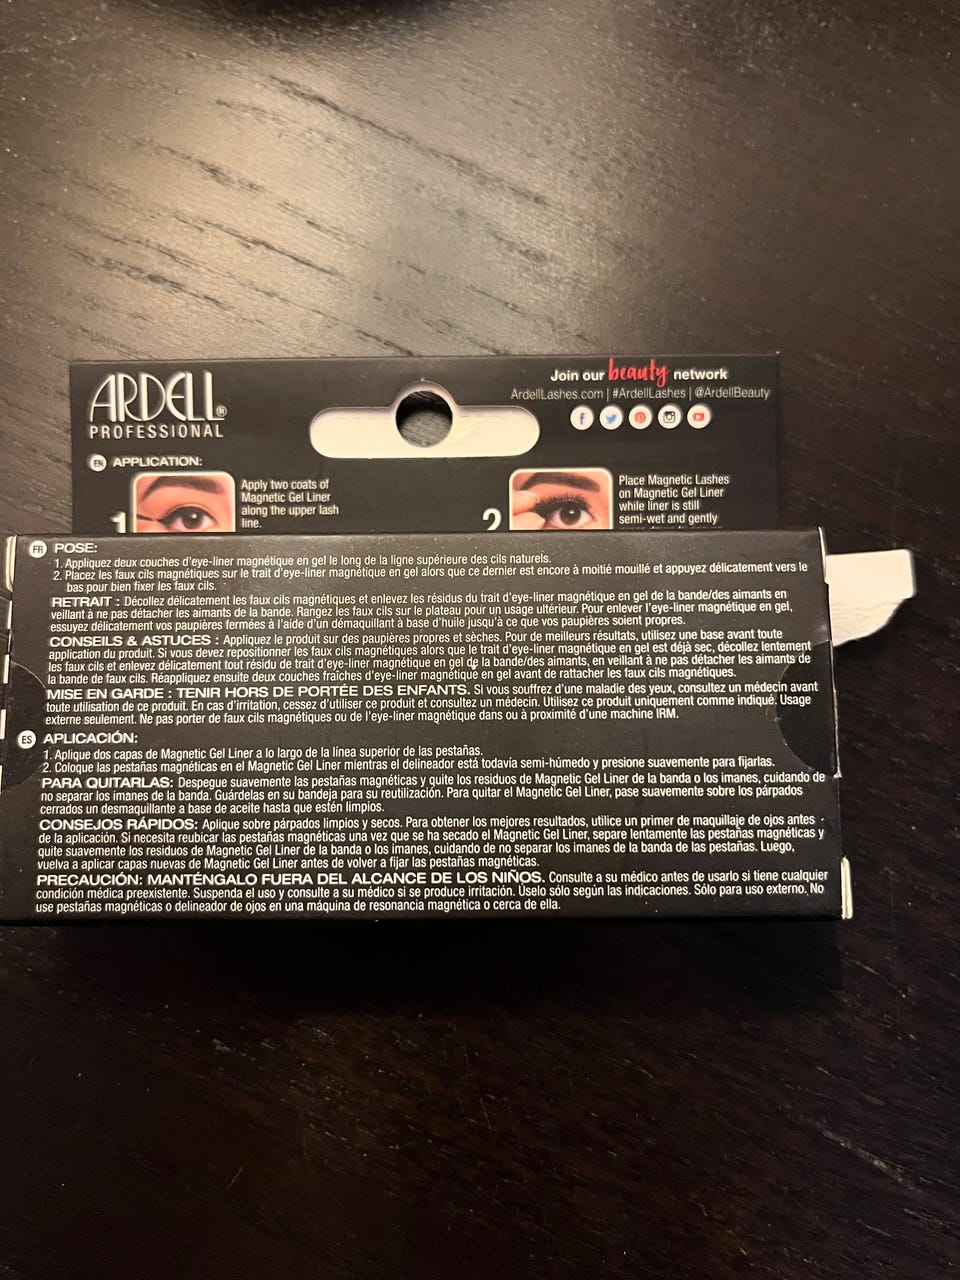 ARDELL®
PROFESSIONAL
Join our beauty network
ArdellLashes.com | #ArdellLashes | @ArdellBeauty
EN APPLICATION:
1 Apply two coats of
Magnetic Gel Liner
along the upper lash
line.
2 Place Magnetic Lashes
on Magnetic Gel Liner
while liner is still
semi-wet and gently
FR POSE:
1. Appliquez deux couches d'eye-liner magnétique en gel le long de la ligne supérieure des cils naturels.
2. Placez les faux cils magnétiques sur le trait d'eye-liner magnétique en gel alors que ce dernier est encore à moitié mouillé et appuyez délicatement vers le
bas pour bien fixer les faux cils.
RETRAIT : Décollez délicatement les faux cils magnétiques et enlevez les résidus du trait d'eye-liner magnétique en gel de la bande/des aimants en
veillant à ne pas détacher les aimants de la bande. Rangez les faux cils sur le plateau pour un usage ultérieur. Pour enlever l'eye-liner magnétique en gel,
essuyez délicatement vos paupières fermées à l'aide d'un démaquillant à base d'huile jusqu'à ce que vos paupières soient propres.
CONSEILS & ASTUCES : Appliquez le produit sur des paupières propres et sèches. Pour de meilleurs résultats, utilisez une base avant toute
application du produit. Si vous devez repositionner les faux cils magnétiques alors que le trait d'eye-liner magnétique en gel est déjà sec, décollez lentement
les faux cils et enlevez délicatement tout résidu de trait d'eye-liner magnétique en gel de la bande/des aimants, en veillant à ne pas détacher les aimants de
la bande de faux cils. Réappliquez ensuite deux couches fraîches d'eye-liner magnétique en gel avant de rattacher les faux cils magnétiques.
MISE EN GARDE : TENIR HORS DE PORTÉE DES ENFANTS. Si vous souffrez d'une maladie des yeux, consultez un médecin avant
toute utilisation de ce produit. En cas d'irritation, cessez d'utiliser ce produit et consultez un médecin. Utilisez ce produit uniquement comme indiqué. Usage
externe seulement. Ne pas porter de faux cils magnétiques ou de l'eye-liner magnétique dans ou à proximité d'une machine IRM.
ES APLICACIÓN:
1. Aplique dos capas de Magnetic Gel Liner a lo largo de la línea superior de las pestañas.
2. Coloque las pestañas magnéticas en el Magnetic Gel Liner mientras el delineador está todavía semi-húmedo y presione suavemente para fijarlas.
PARA QUITARLAS: Despegue suavemente las pestañas magnéticas y quite los residuos de Magnetic Gel Liner de la banda o los imanes, cuidando de
no separar los imanes de la banda. Guárdelas en su bandeja para su reutilización. Para quitar el Magnetic Gel Liner, pase suavemente sobre los párpados
cerrados un desmaquillante a base de aceite hasta que estén limpios.
CONSEJOS RÁPIDOS: Aplique sobre párpados limpios y secos. Para obtener los mejores resultados, utilice un primer de maquillaje de ojos antes
de la aplicación. Si necesita reubicar las pestañas magnéticas una vez que se ha secado el Magnetic Gel Liner, separe lentamente las pestañas magnéticas y
quite suavemente los residuos de Magnetic Gel Liner de la banda o los imanes, cuidando de no separar los imanes de la banda de las pestañas. Luego,
vuelva a aplicar capas nuevas de Magnetic Gel Liner antes de volver a fijar las pestañas magnéticas.
PRECAUCIÓN: MANTÉNGALO FUERA DEL ALCANCE DE LOS NIÑOS. Consulte a su médico antes de usarlo si tiene cualquier
condición médica preexistente. Suspenda el uso y consulte a su médico si se produce irritación. Úselo sólo según las indicaciones. Sólo para uso externo. No
use pestañas magnéticas o delineador de ojos en una máquina de resonancia magnética o cerca de ella.